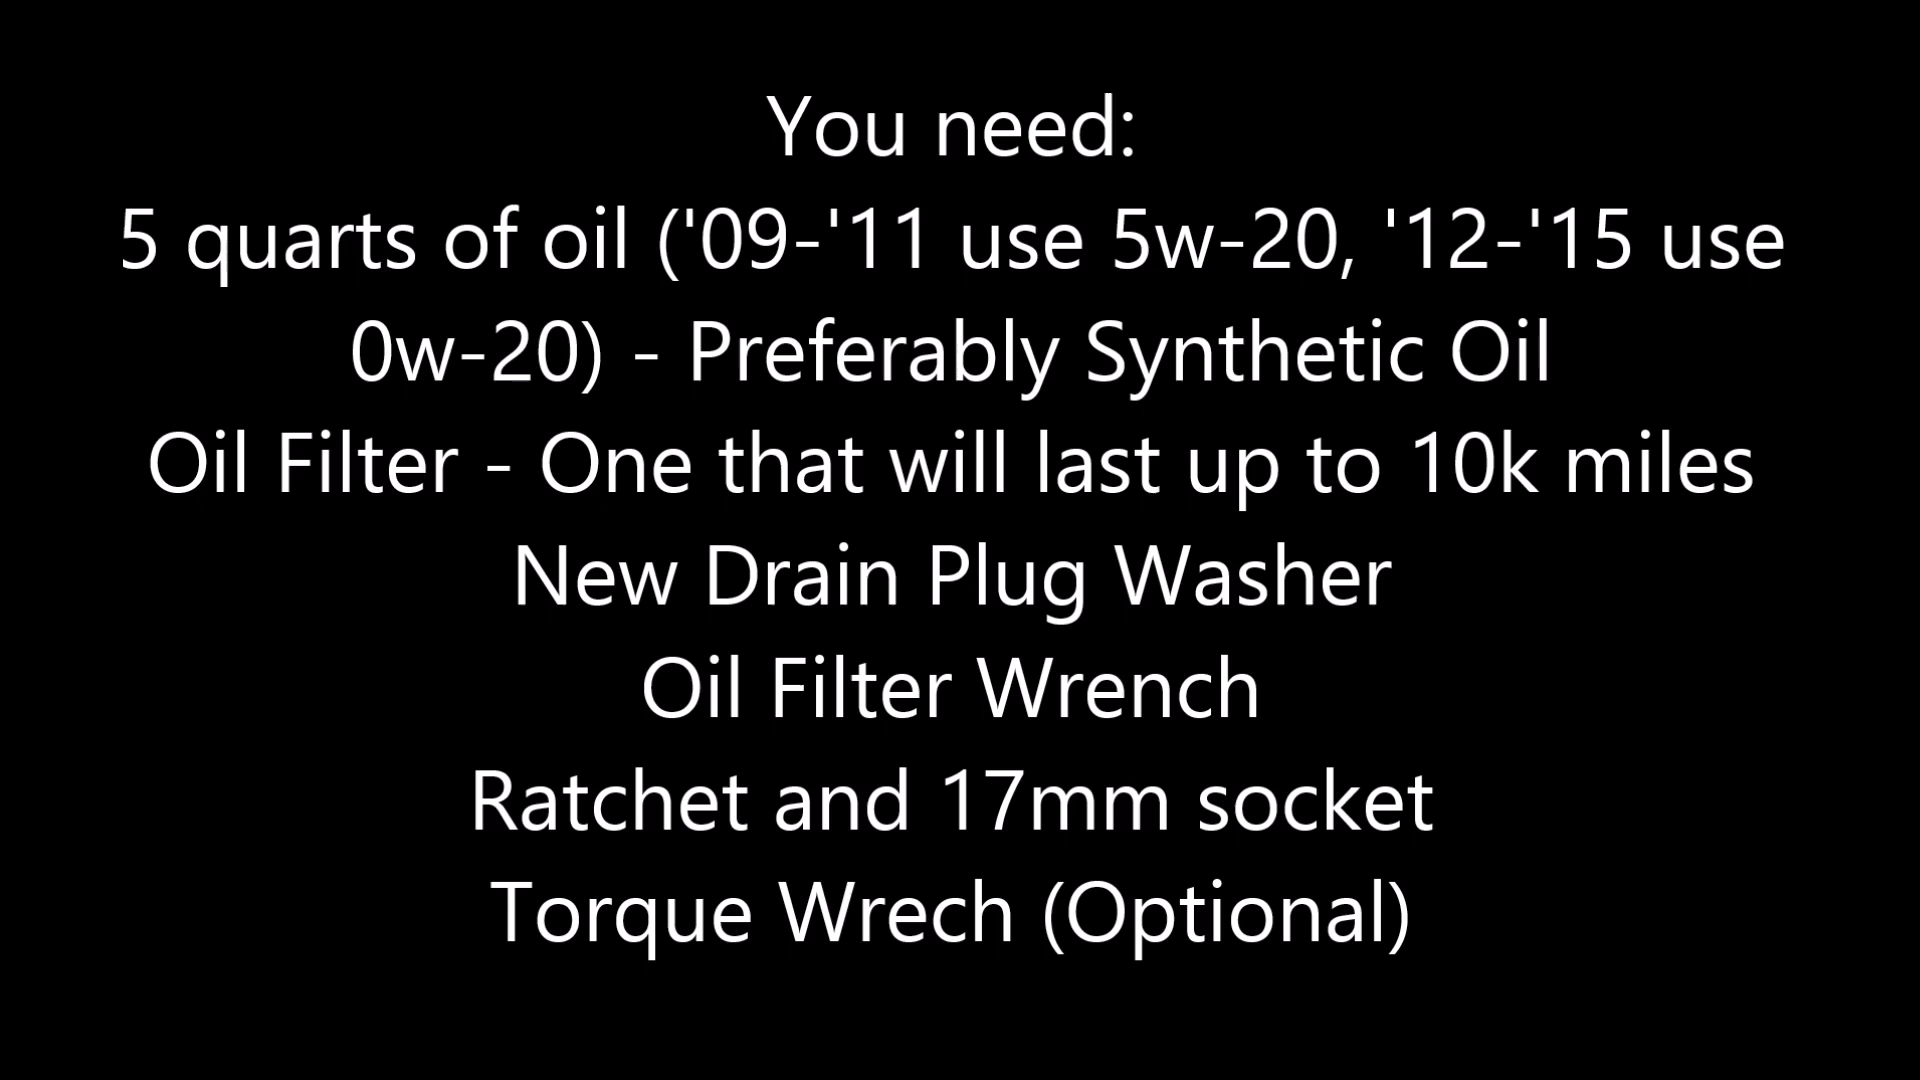 You need:
5 quarts of oil ('09-'11 use 5w-20, '12-'15 use
0w-20) - Preferably Synthetic Oil
Oil Filter - One that will last up to 10k miles
New Drain Plug Washer
Oil Filter Wrench
Ratchet and 17mm socket
Torque Wrech (Optional)